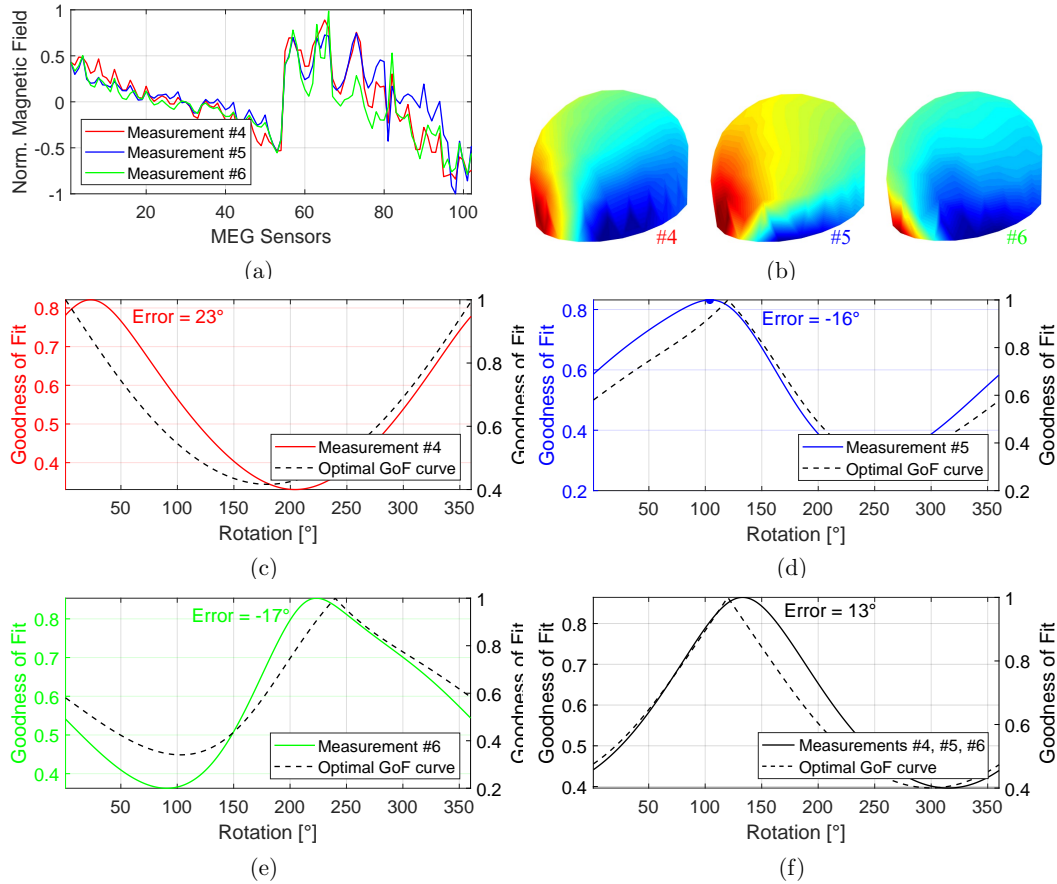 Norm. Magnetic Field
1
0.5
0
-0.5
-1
Measurement #4
Measurement #5
Measurement #6
20 40 60 80 100
MEG Sensors
(a)
#4 #5 #6
(b)
Goodness of Fit
0.8
0.7
0.6
0.5
0.4
Error = 23°
Measurement #4
Optimal GoF curve
1
0.8
0.6
0.4
Goodness of Fit
50 100 150 200 250 300 350
Rotation [°]
(c)
Goodness of Fit
0.8
0.6
0.4
0.2
Error = -16°
Measurement #5
Optimal GoF curve
1
0.8
0.6
0.4
0.2
Goodness of Fit
50 100 150 200 250 300 350
Rotation [°]
(d)
Goodness of Fit
0.8
0.7
0.6
0.5
0.4
Error = -17°
Measurement #6
Optimal GoF curve
1
0.8
0.6
0.4
0.2
Goodness of Fit
50 100 150 200 250 300 350
Rotation [°]
(e)
Goodness of Fit
0.8
0.7
0.6
0.5
0.4
Error = 13°
Measurements #4, #5, #6
Optimal GoF curve
1
0.8
0.6
0.4
Goodness of Fit
50 100 150 200 250 300 350
Rotation [°]
(f)